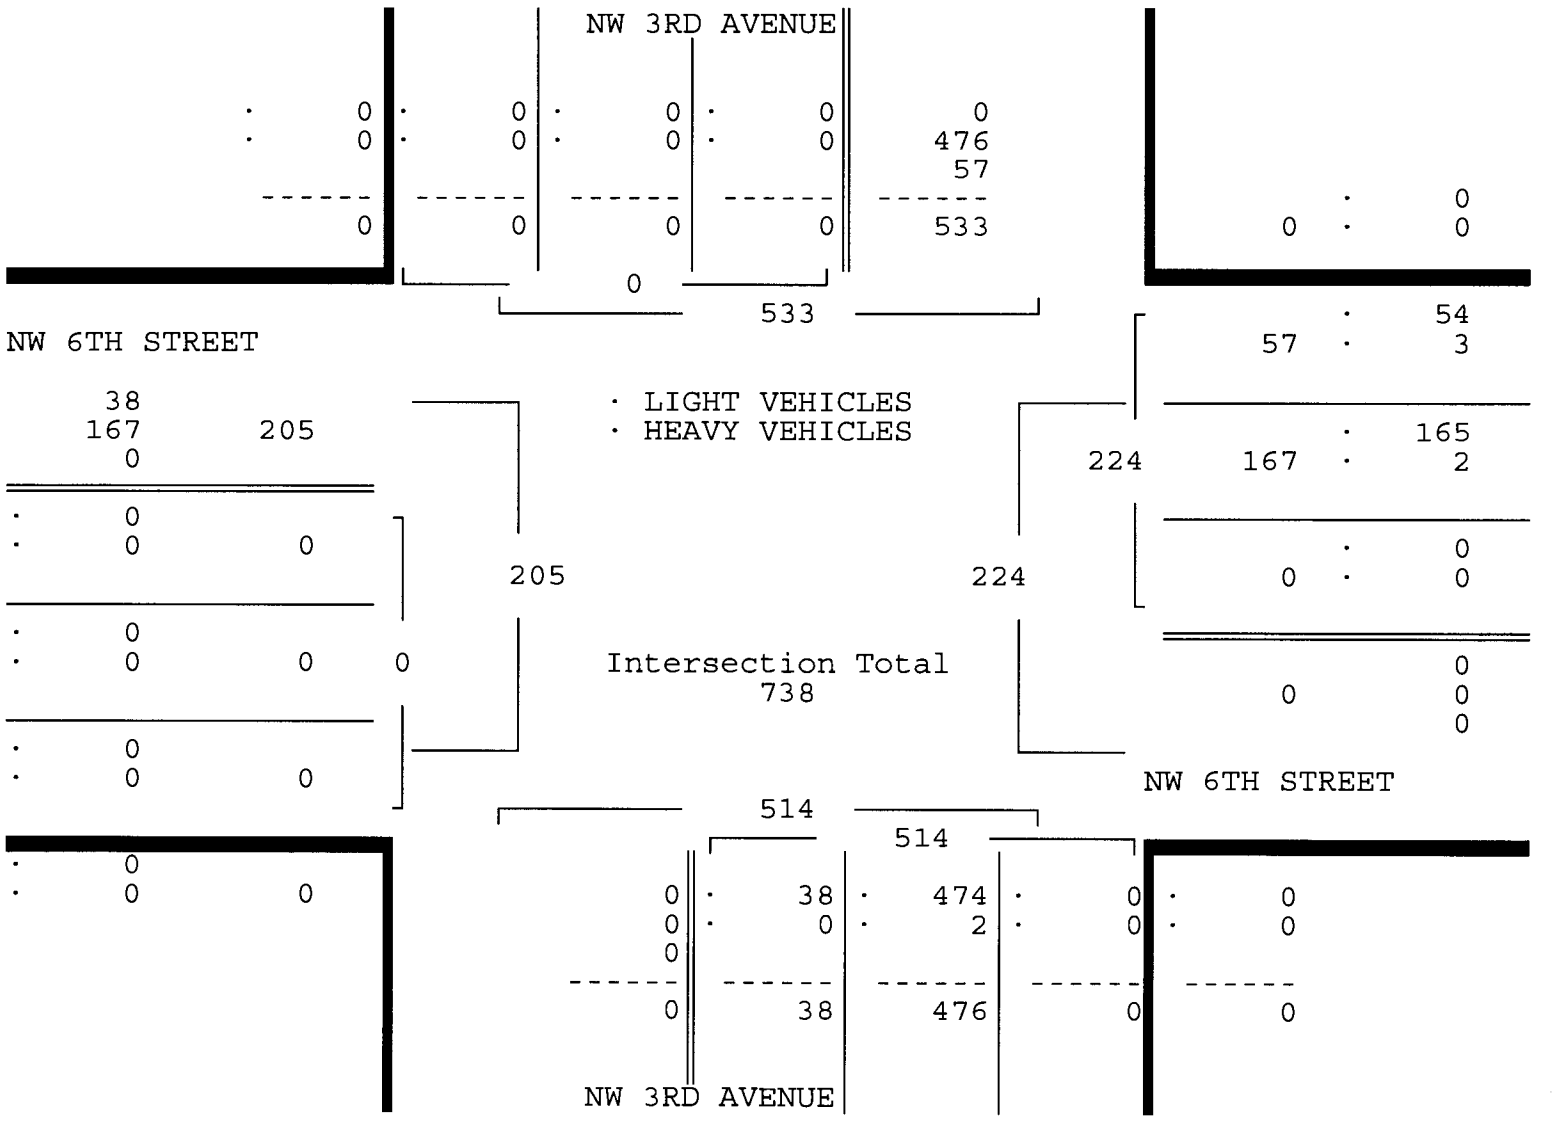 NW 3RD AVENUE
· 0 · 0 · 0 · 0 0
· 0 · 0 · 0 · 0 476
57
------ ------ ------ ------ ------ · 0
0 0 0 0 533 0 · 0
0
533 · 54
NW 6TH STREET 57 · 3
38 · LIGHT VEHICLES
167 205 · HEAVY VEHICLES · 165
0 224 167 · 2
· 0
· 0 0 · 0
205 224 0 · 0
· 0
· 0 0 0 Intersection Total 0
738 0 0
0
· 0
· 0 0 NW 6TH STREET
514
514
· 0
· 0 0 0 · 38 · 474 · 0 · 0
0 · 0 · 2 · 0 · 0
0
------ ------ ------ ------ ------
0 38 476 0 0
NW 3RD AVENUE